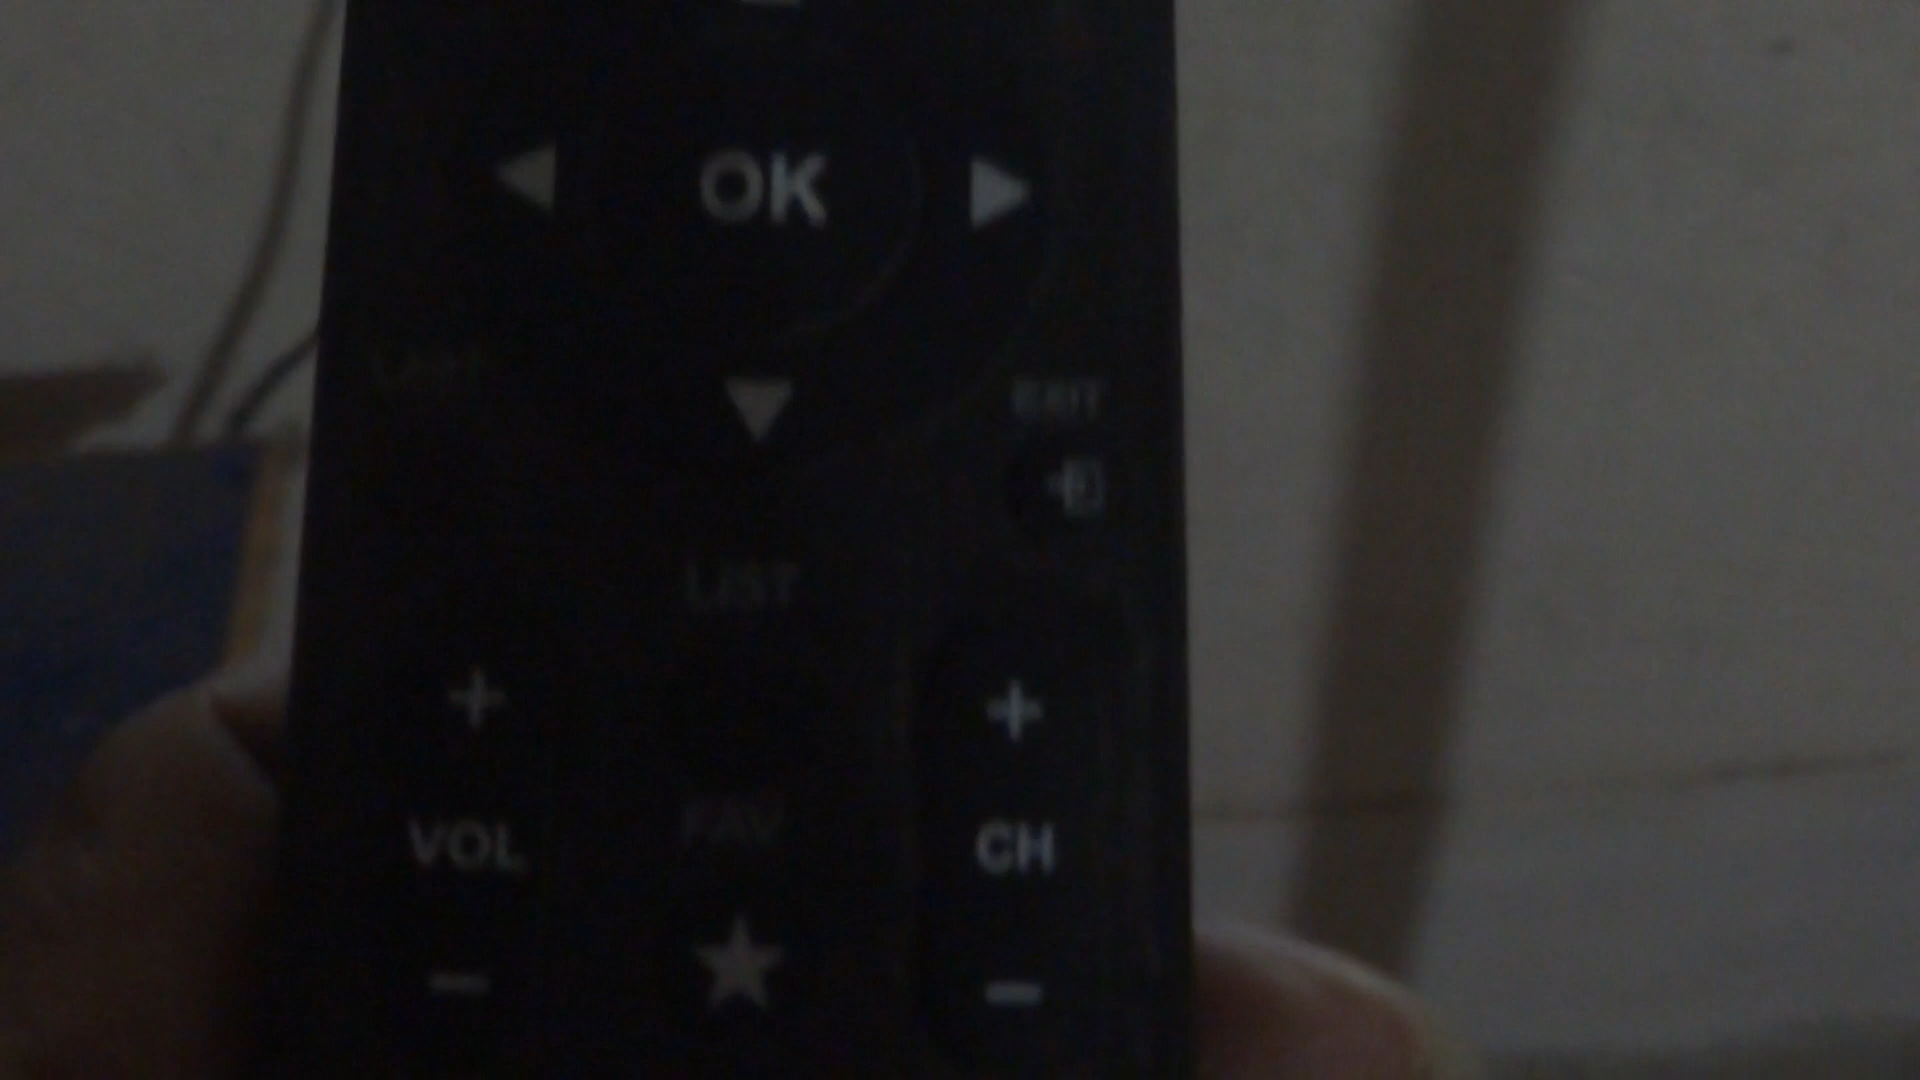 OK
EXIT
LIST
+ +
VOL FAV CH
- -